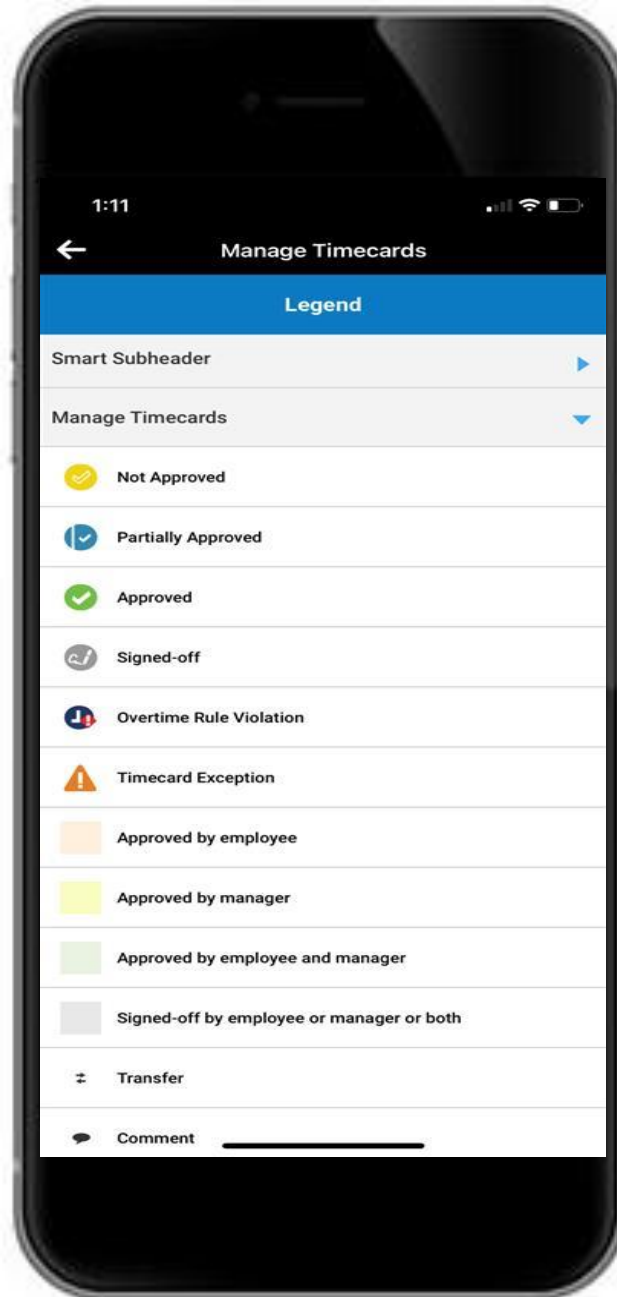 1:11
Manage Timecards
Legend
Smart Subheader
Manage Timecards
Not Approved
Partially Approved
Approved
Signed-off
Overtime Rule Violation
Timecard Exception
Approved by employee
Approved by manager
Approved by employee and manager
Signed-off by employee or manager or both
Transfer
Comment